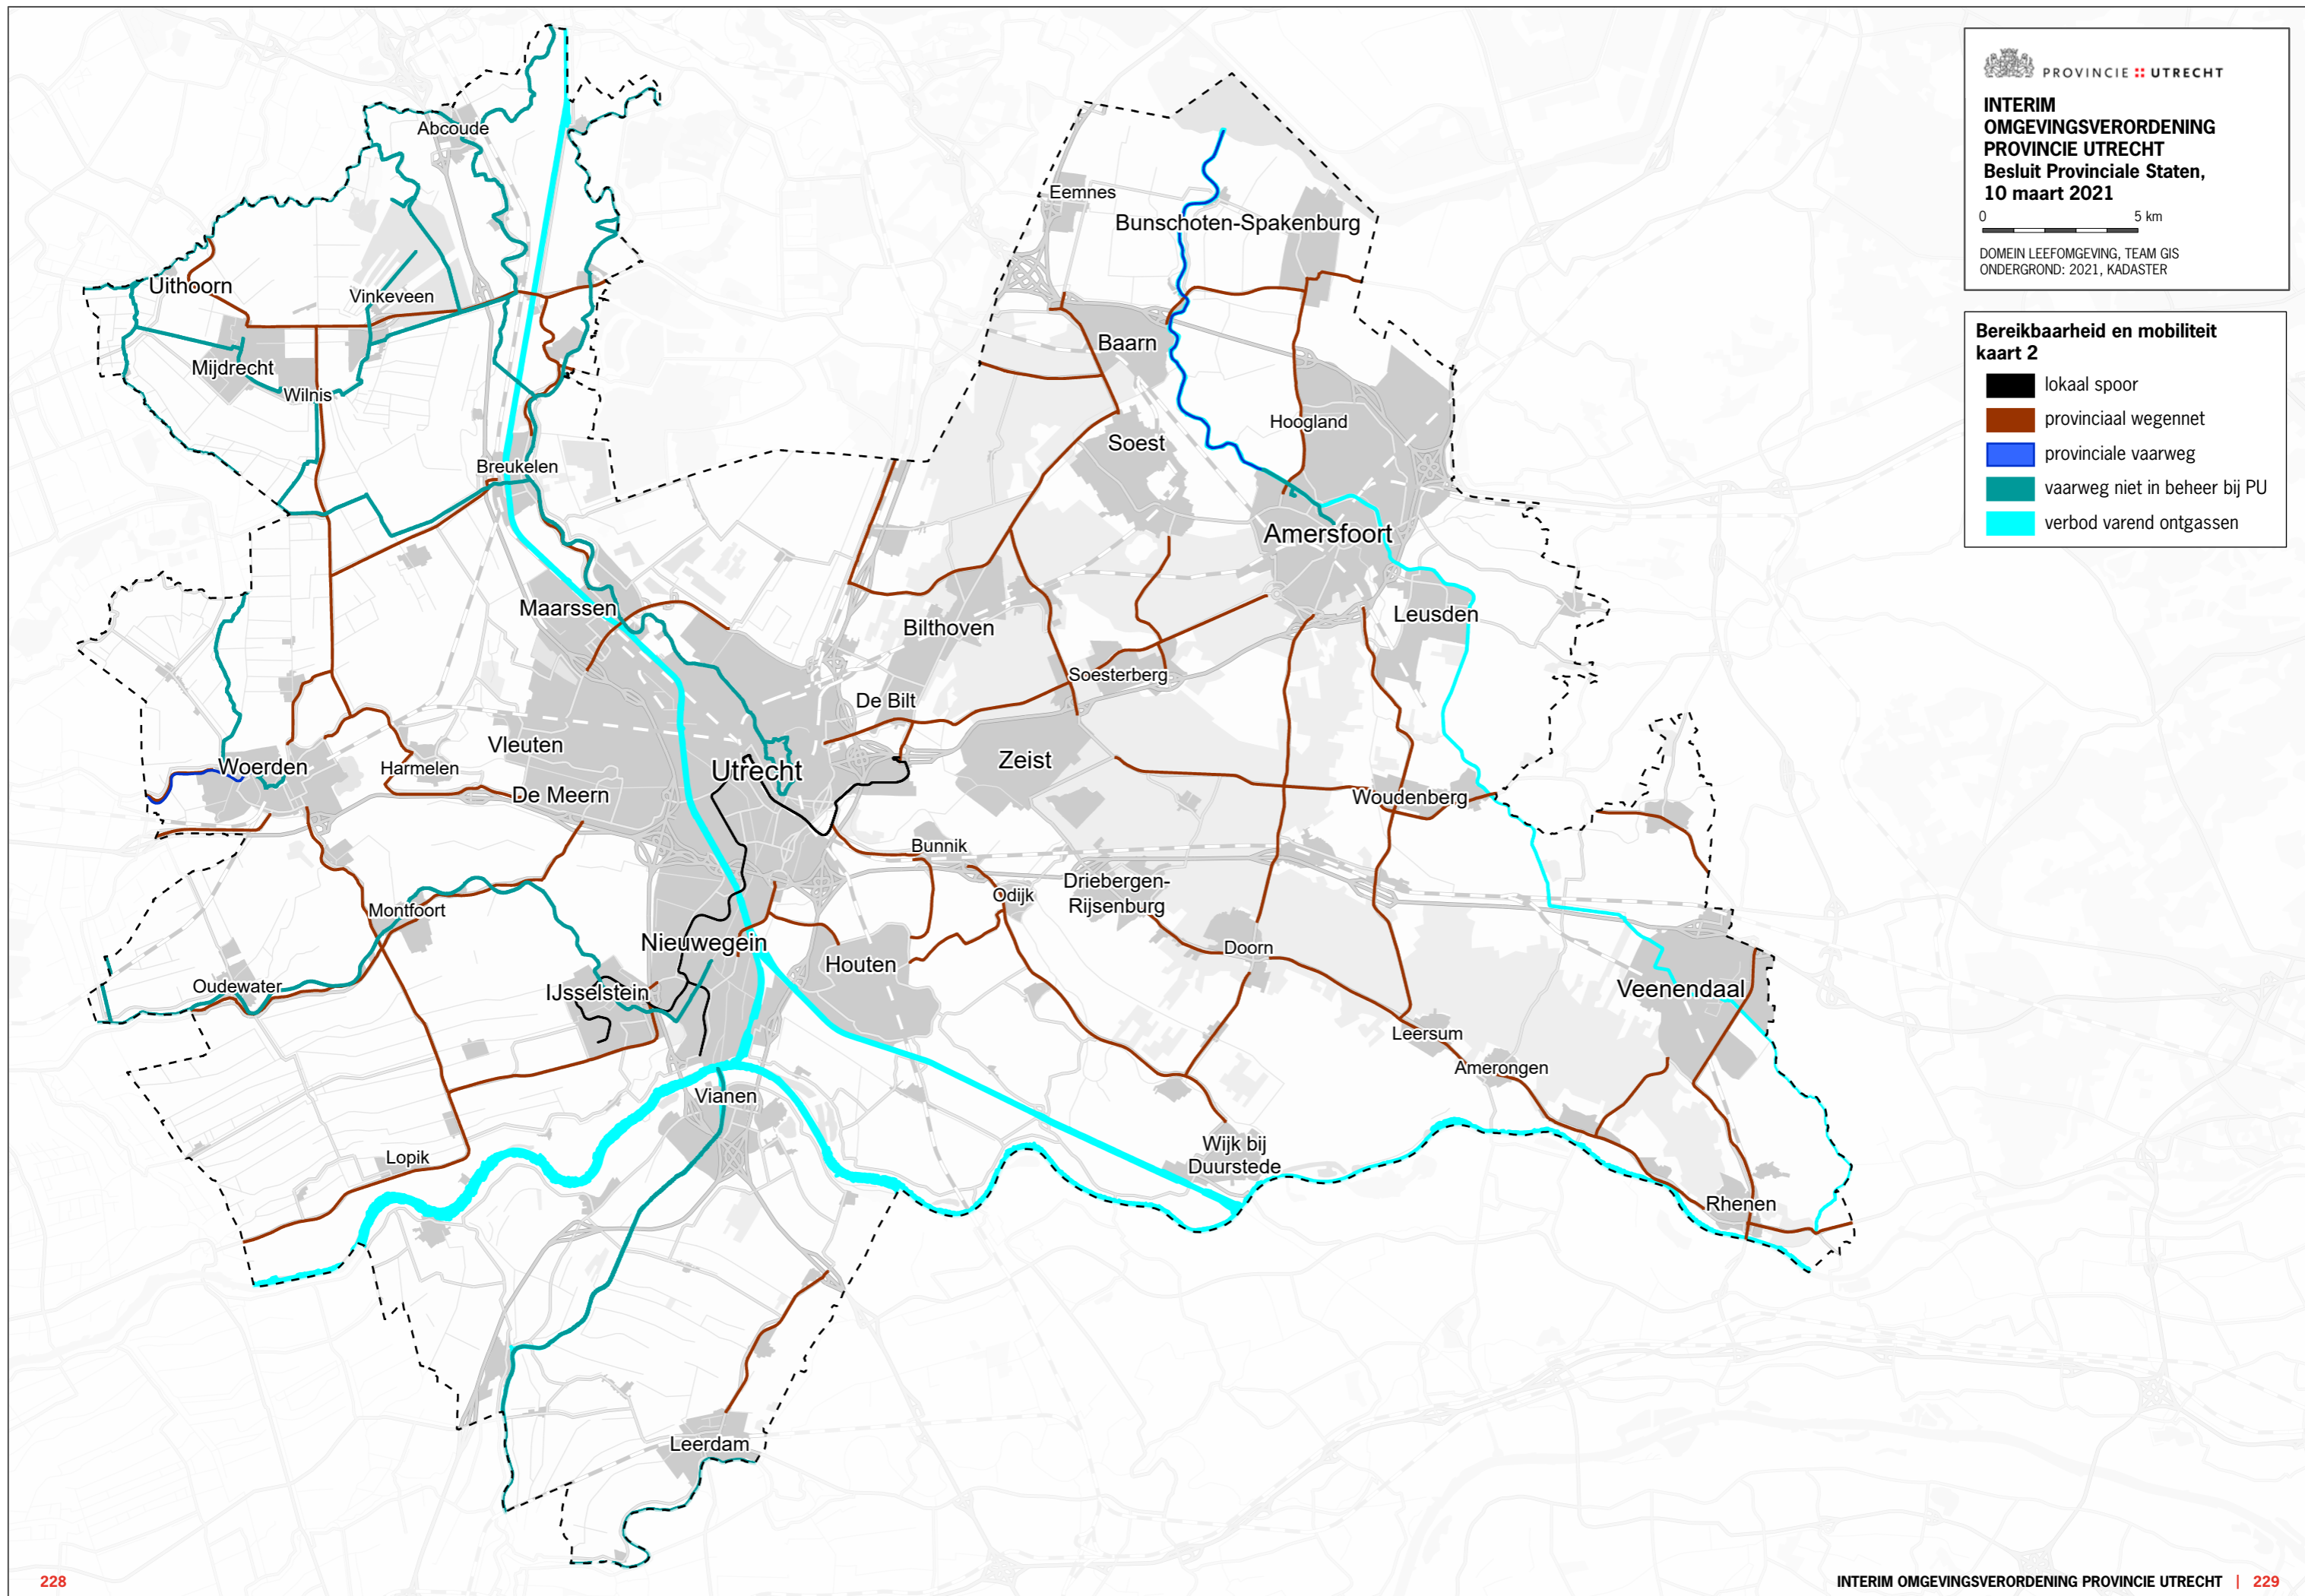 PROVINCIE UTRECHT
INTERIM
OMGEVINGSVERORDENING
PROVINCIE UTRECHT
Besluit Provinciale Staten,
10 maart 2021
0 5 km
DOMEIN LEEFOMGEVING, TEAM GIS
ONDERGROND: 2021, KADASTER
Bereikbaarheid en mobiliteit
kaart 2
lokaal spoor
provinciaal wegennet
provinciale vaarweg
vaarweg niet in beheer bij PU
verbod varend ontgassen
Abcoude
Eemnes
Bunschoten-Spakenburg
Uithoorn
Vinkeveen
Baarn
Mijdrecht
Wilnis
Hoogland
Soest
Breukelen
Amersfoort
Maarssen
Leusden
Bilthoven
Soesterberg
De Bilt
Vleuten
Zeist
Woerden
Harmelen
Utrecht
De Meern
Woudenberg
Bunnik
Driebergen-
Rijsenburg
Odijk
Montfoort
Nieuwegein
Doorn
Houten
Oudewater
IJsselstein
Veenendaal
Leersum
Amerongen
Vianen
Wijk bij
Duurstede
Lopik
Rhenen
Leerdam
228
INTERIM OMGEVINGSVERORDENING PROVINCIE UTRECHT | 229